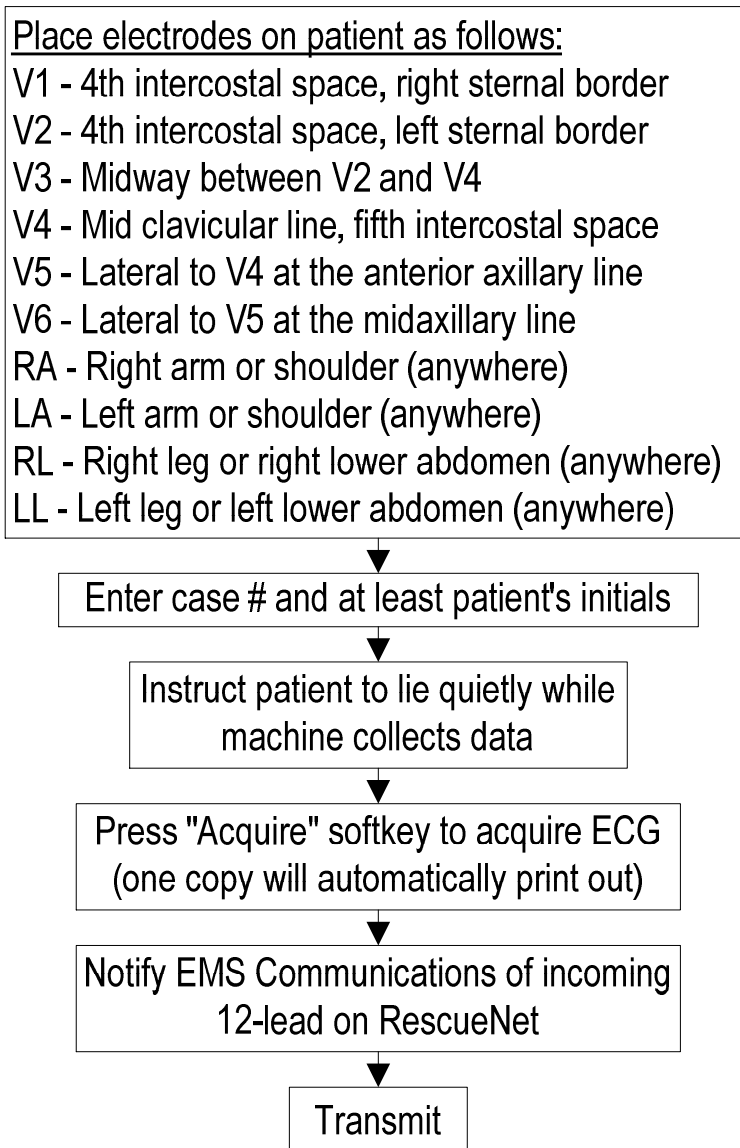 Place electrodes on patient as follows:
V1 - 4th intercostal space, right sternal border
V2 - 4th intercostal space, left sternal border
V3 - Midway between V2 and V4
V4 - Mid clavicular line, fifth intercostal space
V5 - Lateral to V4 at the anterior axillary line
V6 - Lateral to V5 at the midaxillary line
RA - Right arm or shoulder (anywhere)
LA - Left arm or shoulder (anywhere)
RL - Right leg or right lower abdomen (anywhere)
LL - Left leg or left lower abdomen (anywhere)
Enter case # and at least patient's initials
Instruct patient to lie quietly while
machine collects data
Press "Acquire" softkey to acquire ECG
(one copy will automatically print out)
Notify EMS Communications of incoming
12-lead on RescueNet
Transmit